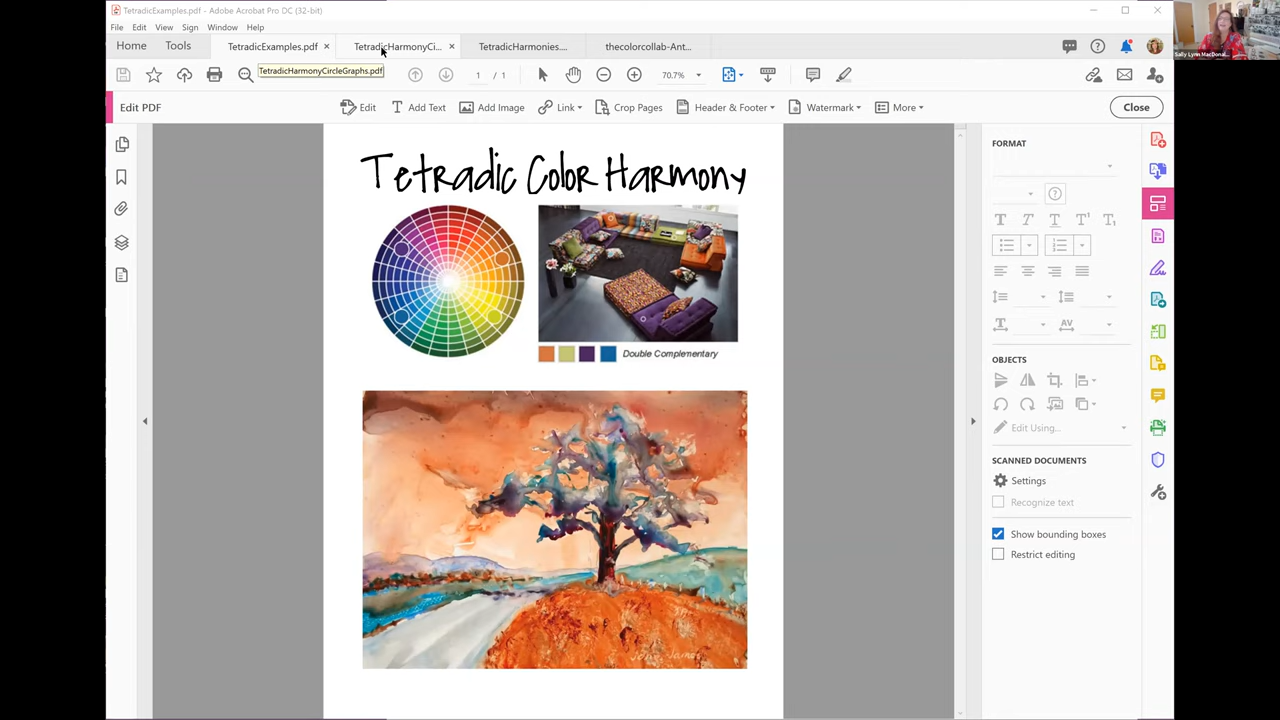 TetradicExamples.pdf - Adobe Acrobat Pro DC (32-bit)
File Edit View Sign Window Help
Home Tools TetradicExamples.pdf × TetradicHarmonyCi... × TetradicHarmonies.... thecolorcollab-Ant...
TetradicHarmonyCircleGraphs.pdf
1 / 1 70.7%
Edit PDF Edit Add Text Add Image Link Crop Pages Header & Footer Watermark More Close
Tetradic Color Harmony
Double Complementary
FORMAT
OBJECTS
Edit Using...
SCANNED DOCUMENTS
Settings
Recognize text
Show bounding boxes
Restrict editing
Sally Lynn MacDonal...